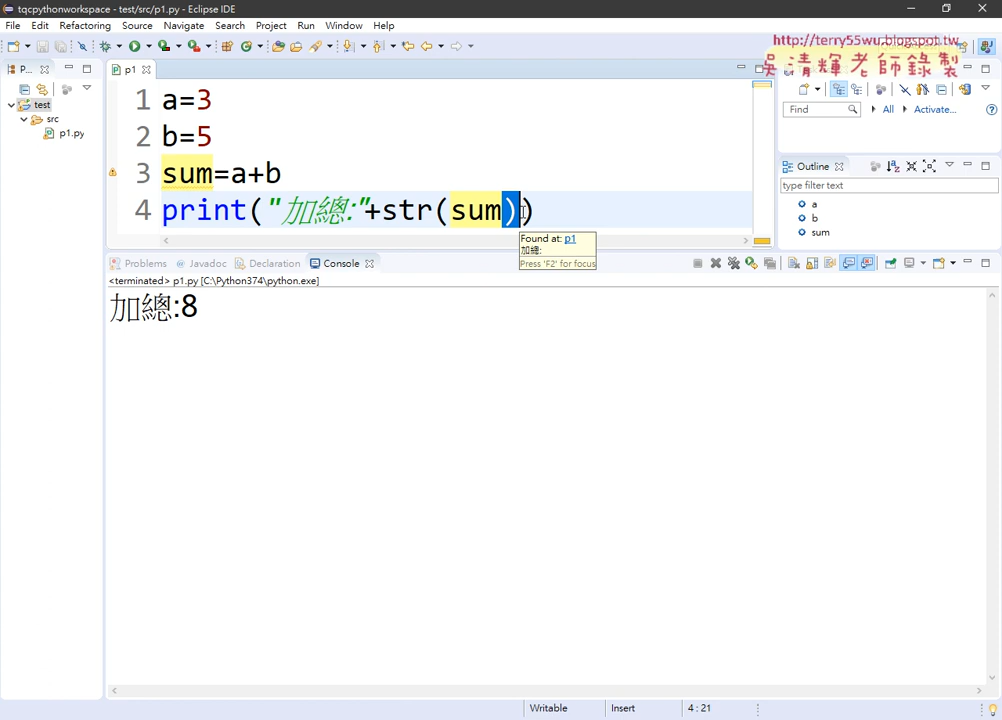 tqcpythonworkspace - test/src/p1.py - Eclipse IDE
File Edit Source Refactoring Navigate Search Project Run Window Help
http://terry55wu.blogspot.tw
吳清輝老師錄製
P...
p1
test
src
p1.py
1 a=3
2 b=5
3 sum=a+b
4 print("加總:"+str(sum))
Found at: p1
加總:
Press 'F2' for focus
Find
All
Activate...
Outline
type filter text
a
b
sum
Problems @ Javadoc Declaration Console
<terminated> p1.py [C:\Python374\python.exe]
加總:8
Writable Insert 4 : 21